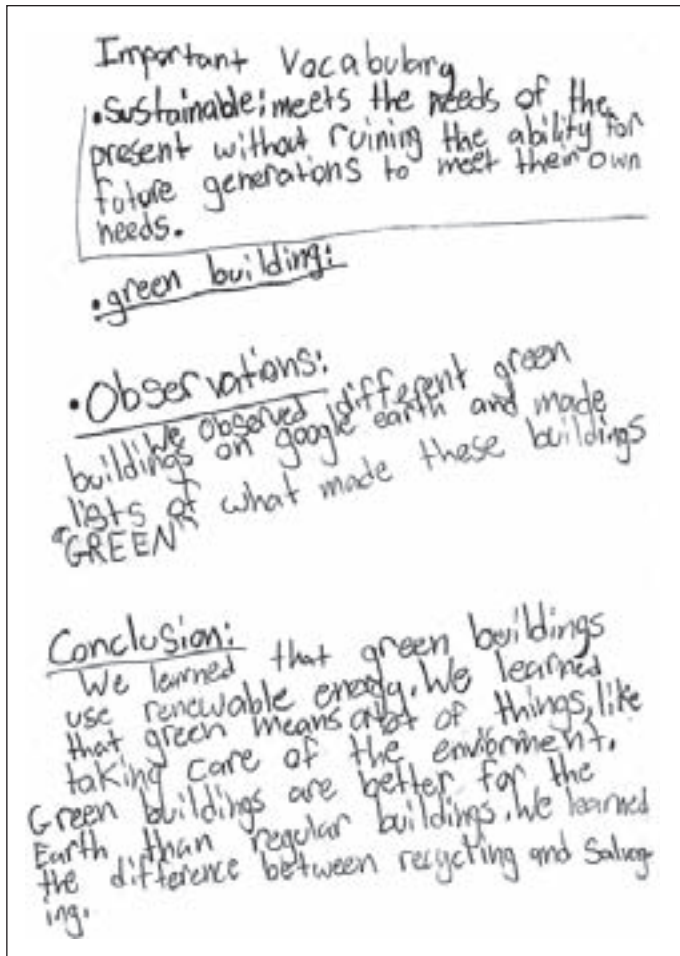 Important Vocabulary
• Sustainable: meets the needs of the
present without ruining the ability for
future generations to meet their own
needs.
• green building:
• Observations:
We observed different green
buildings on google earth and made
lists of what made these buildings
"GREEN"
Conclusion:
We learned that green buildings
use renewable energy. We learned
that green means a lot of things, like
taking care of the enviorment.
Green buildings are better for the
Earth than regular buildings. We learned
the difference between recycling and Salvag-
ing.